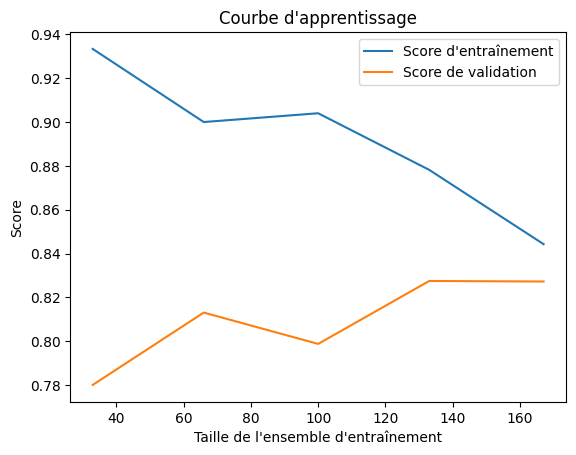 Courbe d'apprentissage
Score d'entraînement
Score de validation
0.94
0.92
0.90
0.88
0.86
0.84
0.82
0.80
0.78
Score
40 60 80 100 120 140 160
Taille de l'ensemble d'entraînement